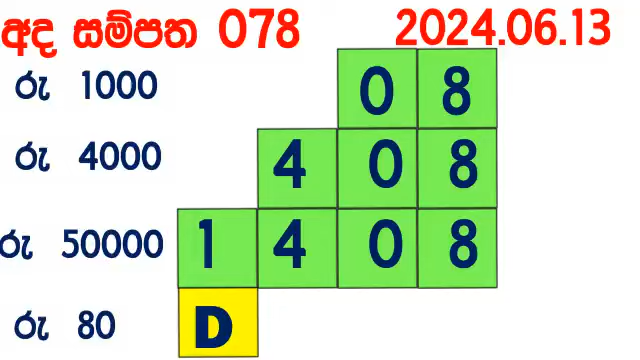 අද සම්පත 078 2024.06.13
රු 1000 0 8
රු 4000 4 0 8
රු 50000 1 4 0 8
රු 80 D